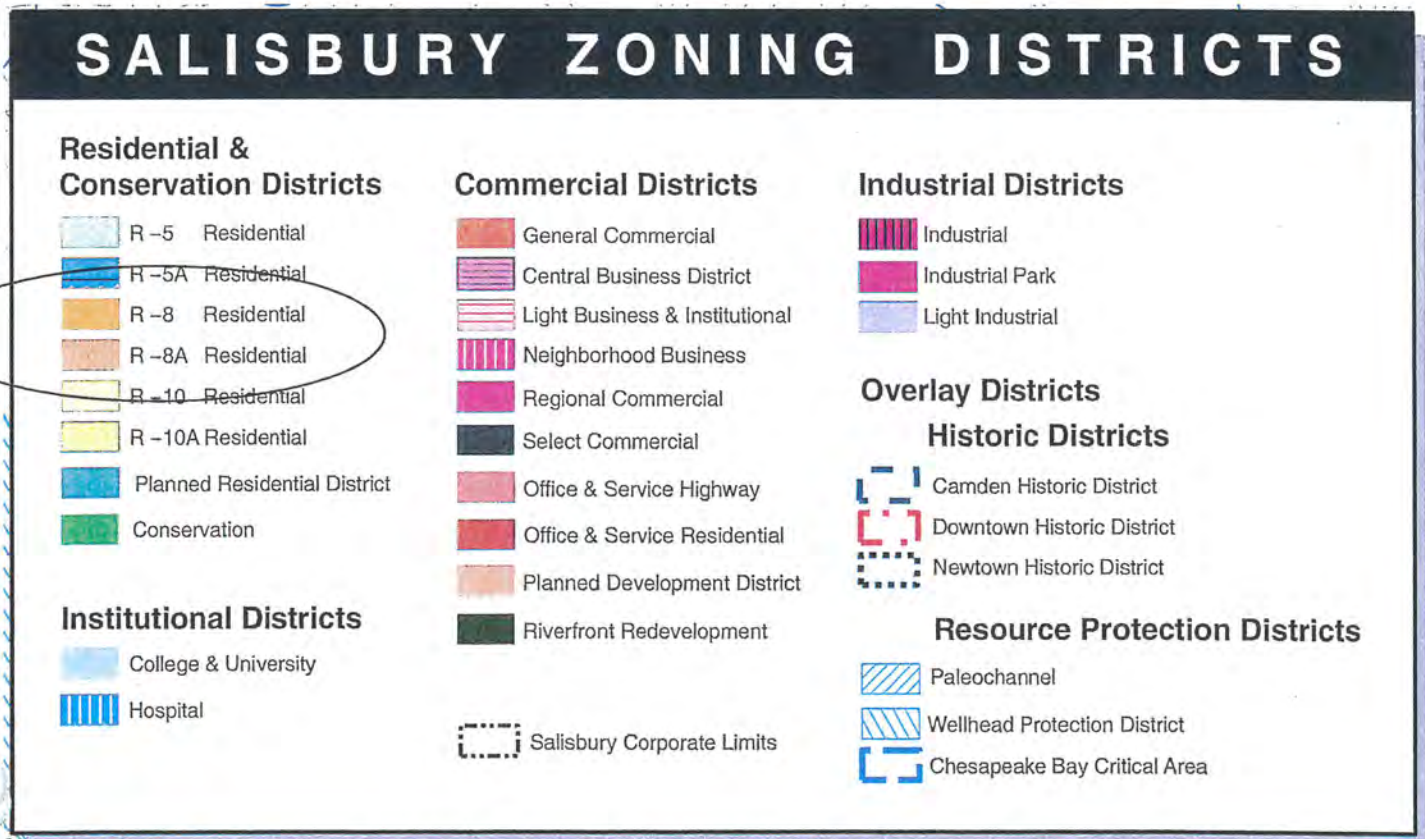 SALISBURY ZONING DISTRICTS
Residential &
Conservation Districts
R -5 Residential
R -5A Residential
R -8 Residential
R -8A Residential
R -10 Residential
R -10A Residential
Planned Residential District
Conservation
Institutional Districts
College & University
Hospital
Commercial Districts
General Commercial
Central Business District
Light Business & Institutional
Neighborhood Business
Regional Commercial
Select Commercial
Office & Service Highway
Office & Service Residential
Planned Development District
Riverfront Redevelopment
Salisbury Corporate Limits
Industrial Districts
Industrial
Industrial Park
Light Industrial
Overlay Districts
Historic Districts
Camden Historic District
Downtown Historic District
Newtown Historic District
Resource Protection Districts
Paleochannel
Wellhead Protection District
Chesapeake Bay Critical Area